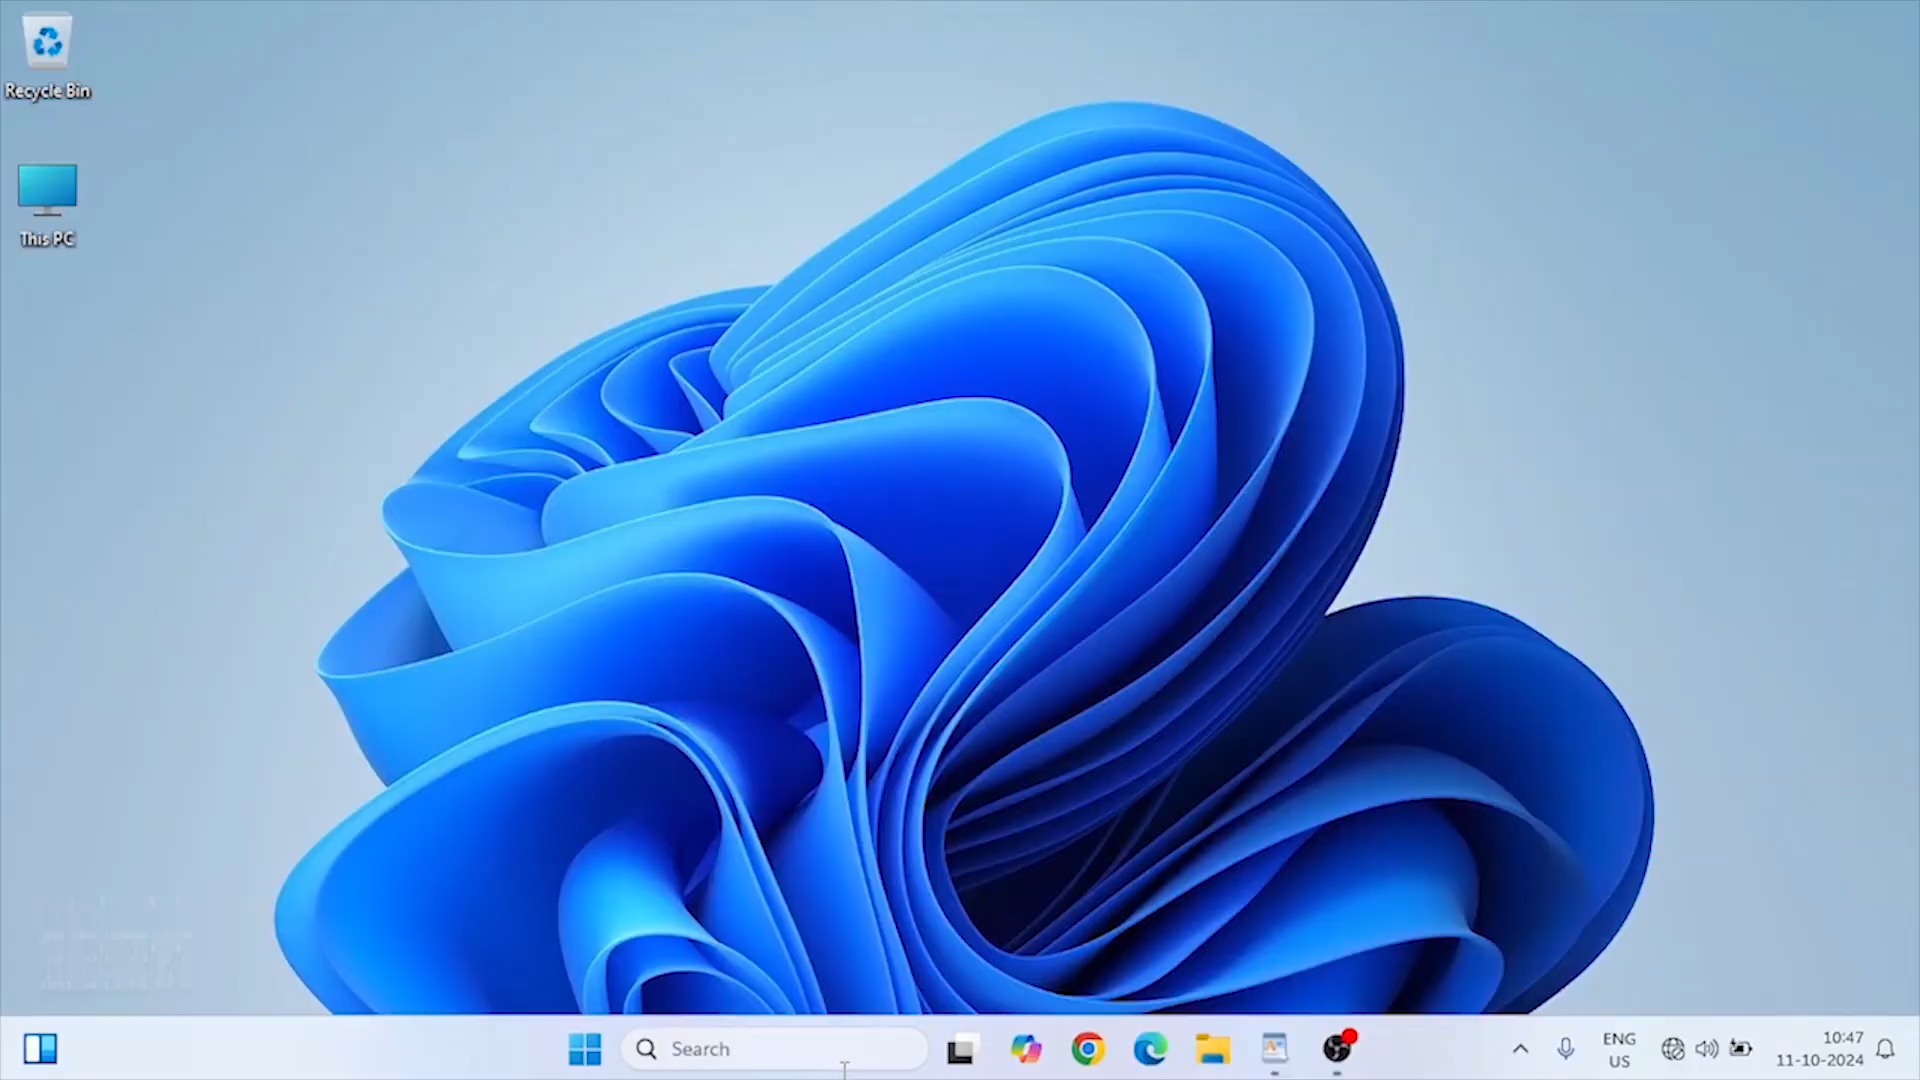 Recycle Bin
This PC
Search
ENG
US
10:47
11-10-2024